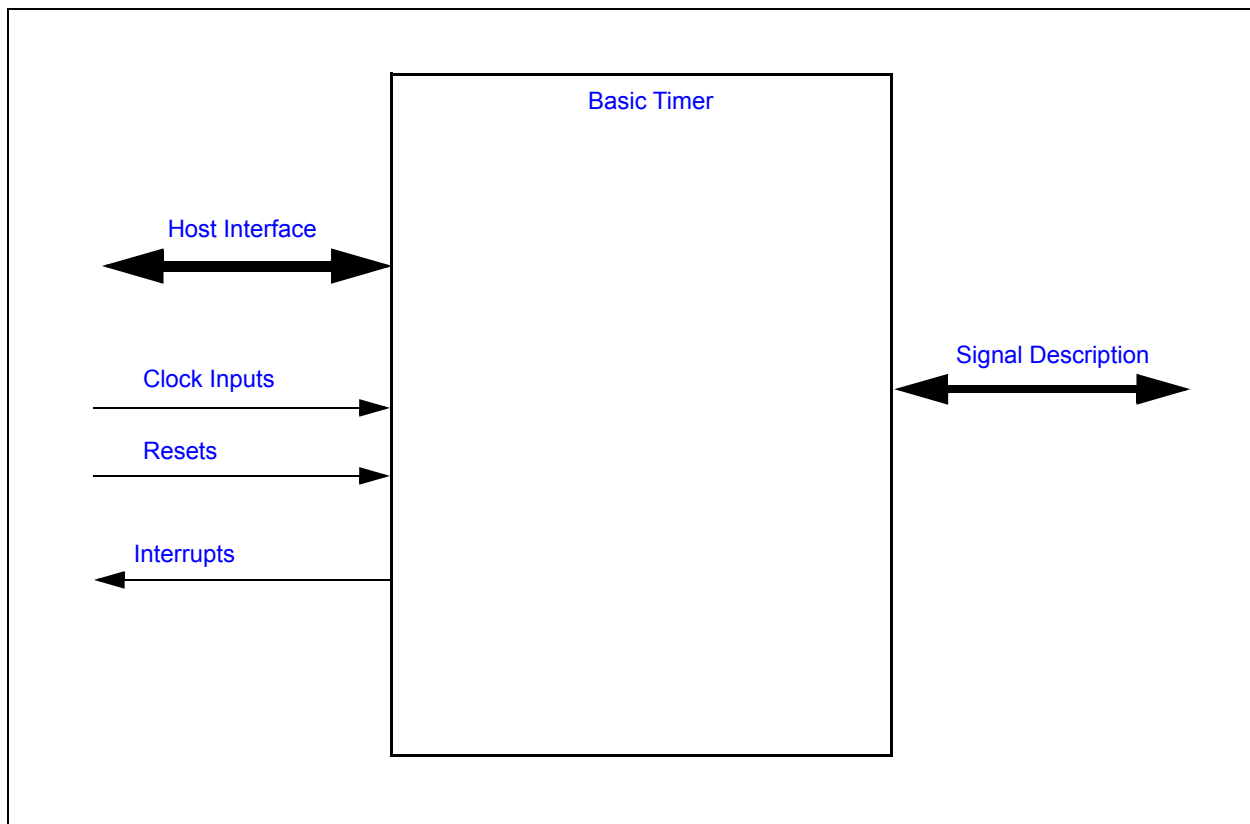 Basic Timer
Host Interface
Signal Description
Clock Inputs
Resets
Interrupts